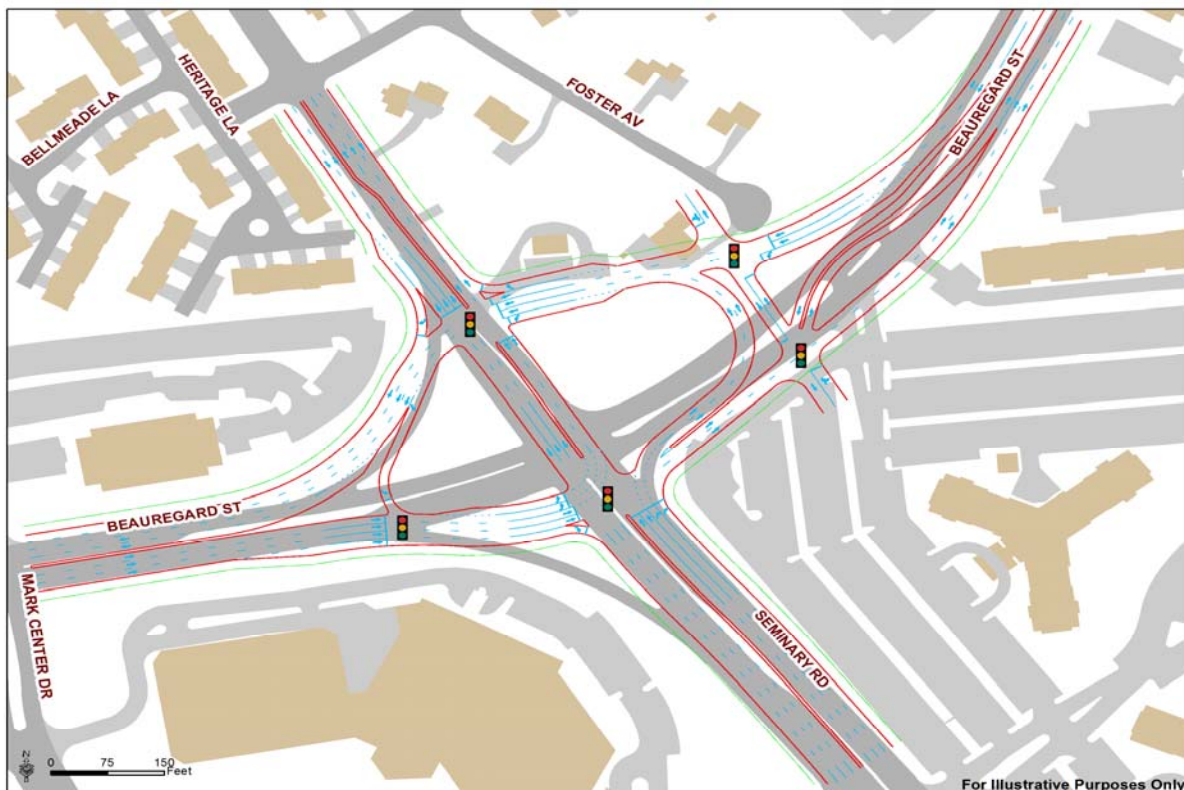 BELLMEADE LA
HERITAGE LA
FOSTER AV
BEAUREGARD ST
BEAUREGARD ST
MARK CENTER DR
SEMINARY RD
N
0 75 150
Feet
For Illustrative Purposes Only